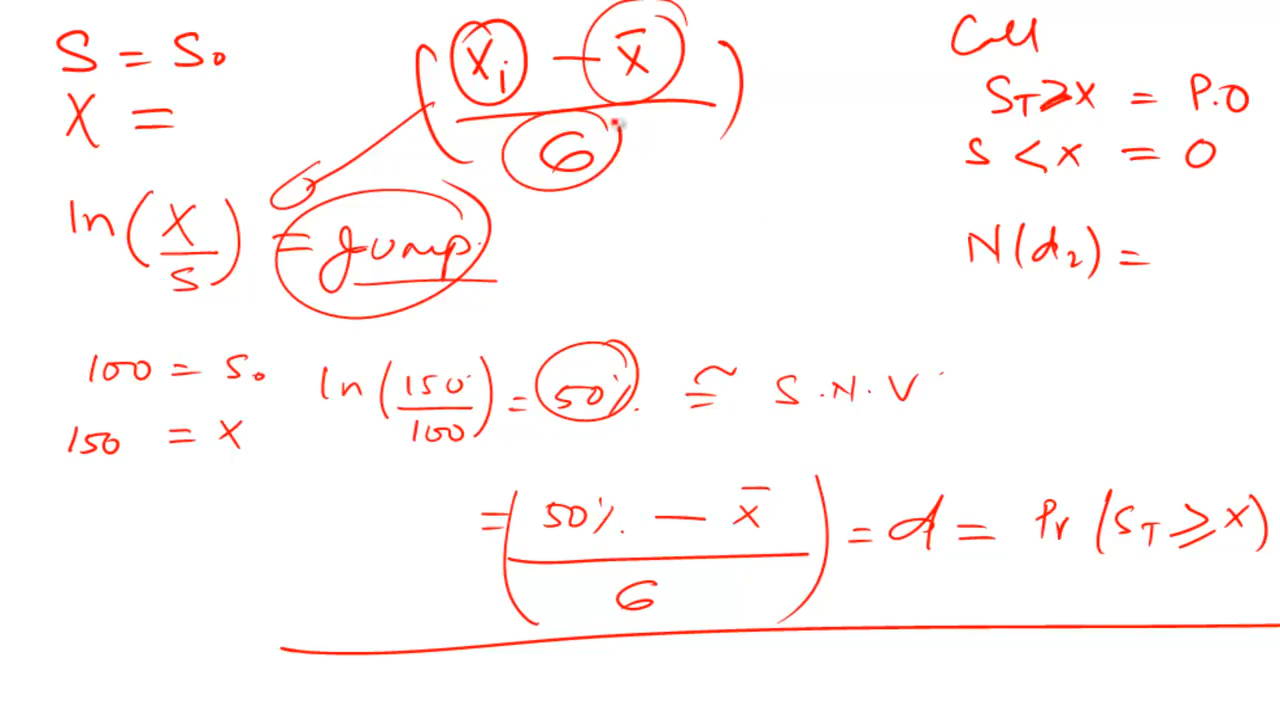 S = S₀
X =
( (Xᵢ − x̄) / 6 )
ln(X/S) = Jump
100 = S₀
150 = X
ln(150/100) = 50% ≅ S.N.V
= ( (50% − x̄) / 6 ) = d = Pr (S_T ⩾ X)
Call
S_T ⩾ X = P.O
S < X = 0
N(d₂) =